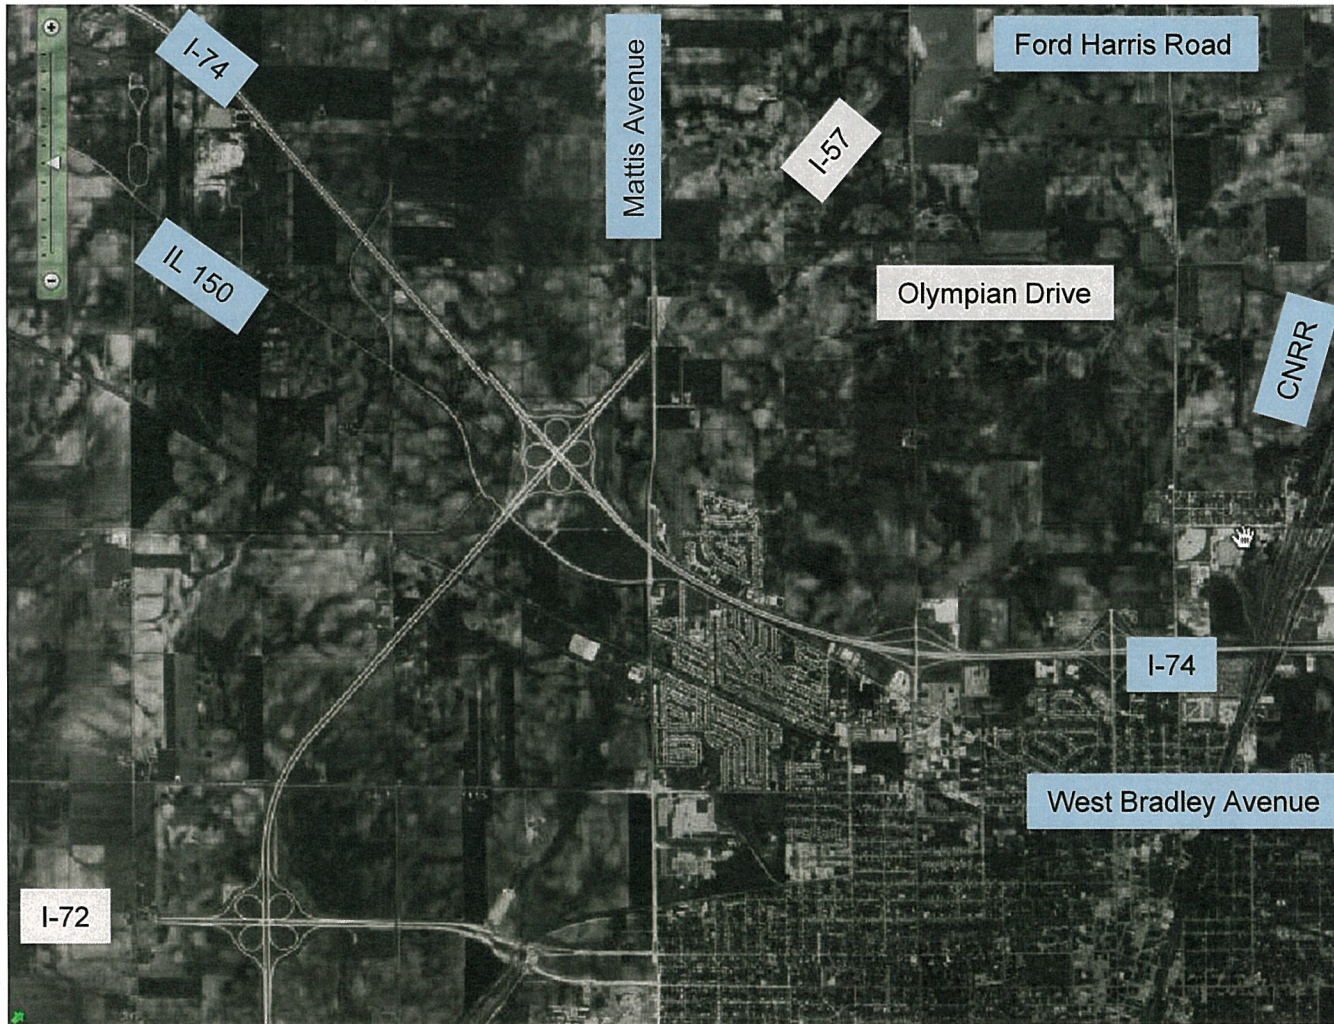 I-74
Mattis Avenue
Ford Harris Road
I-57
IL 150
Olympian Drive
CNRR
I-74
West Bradley Avenue
I-72